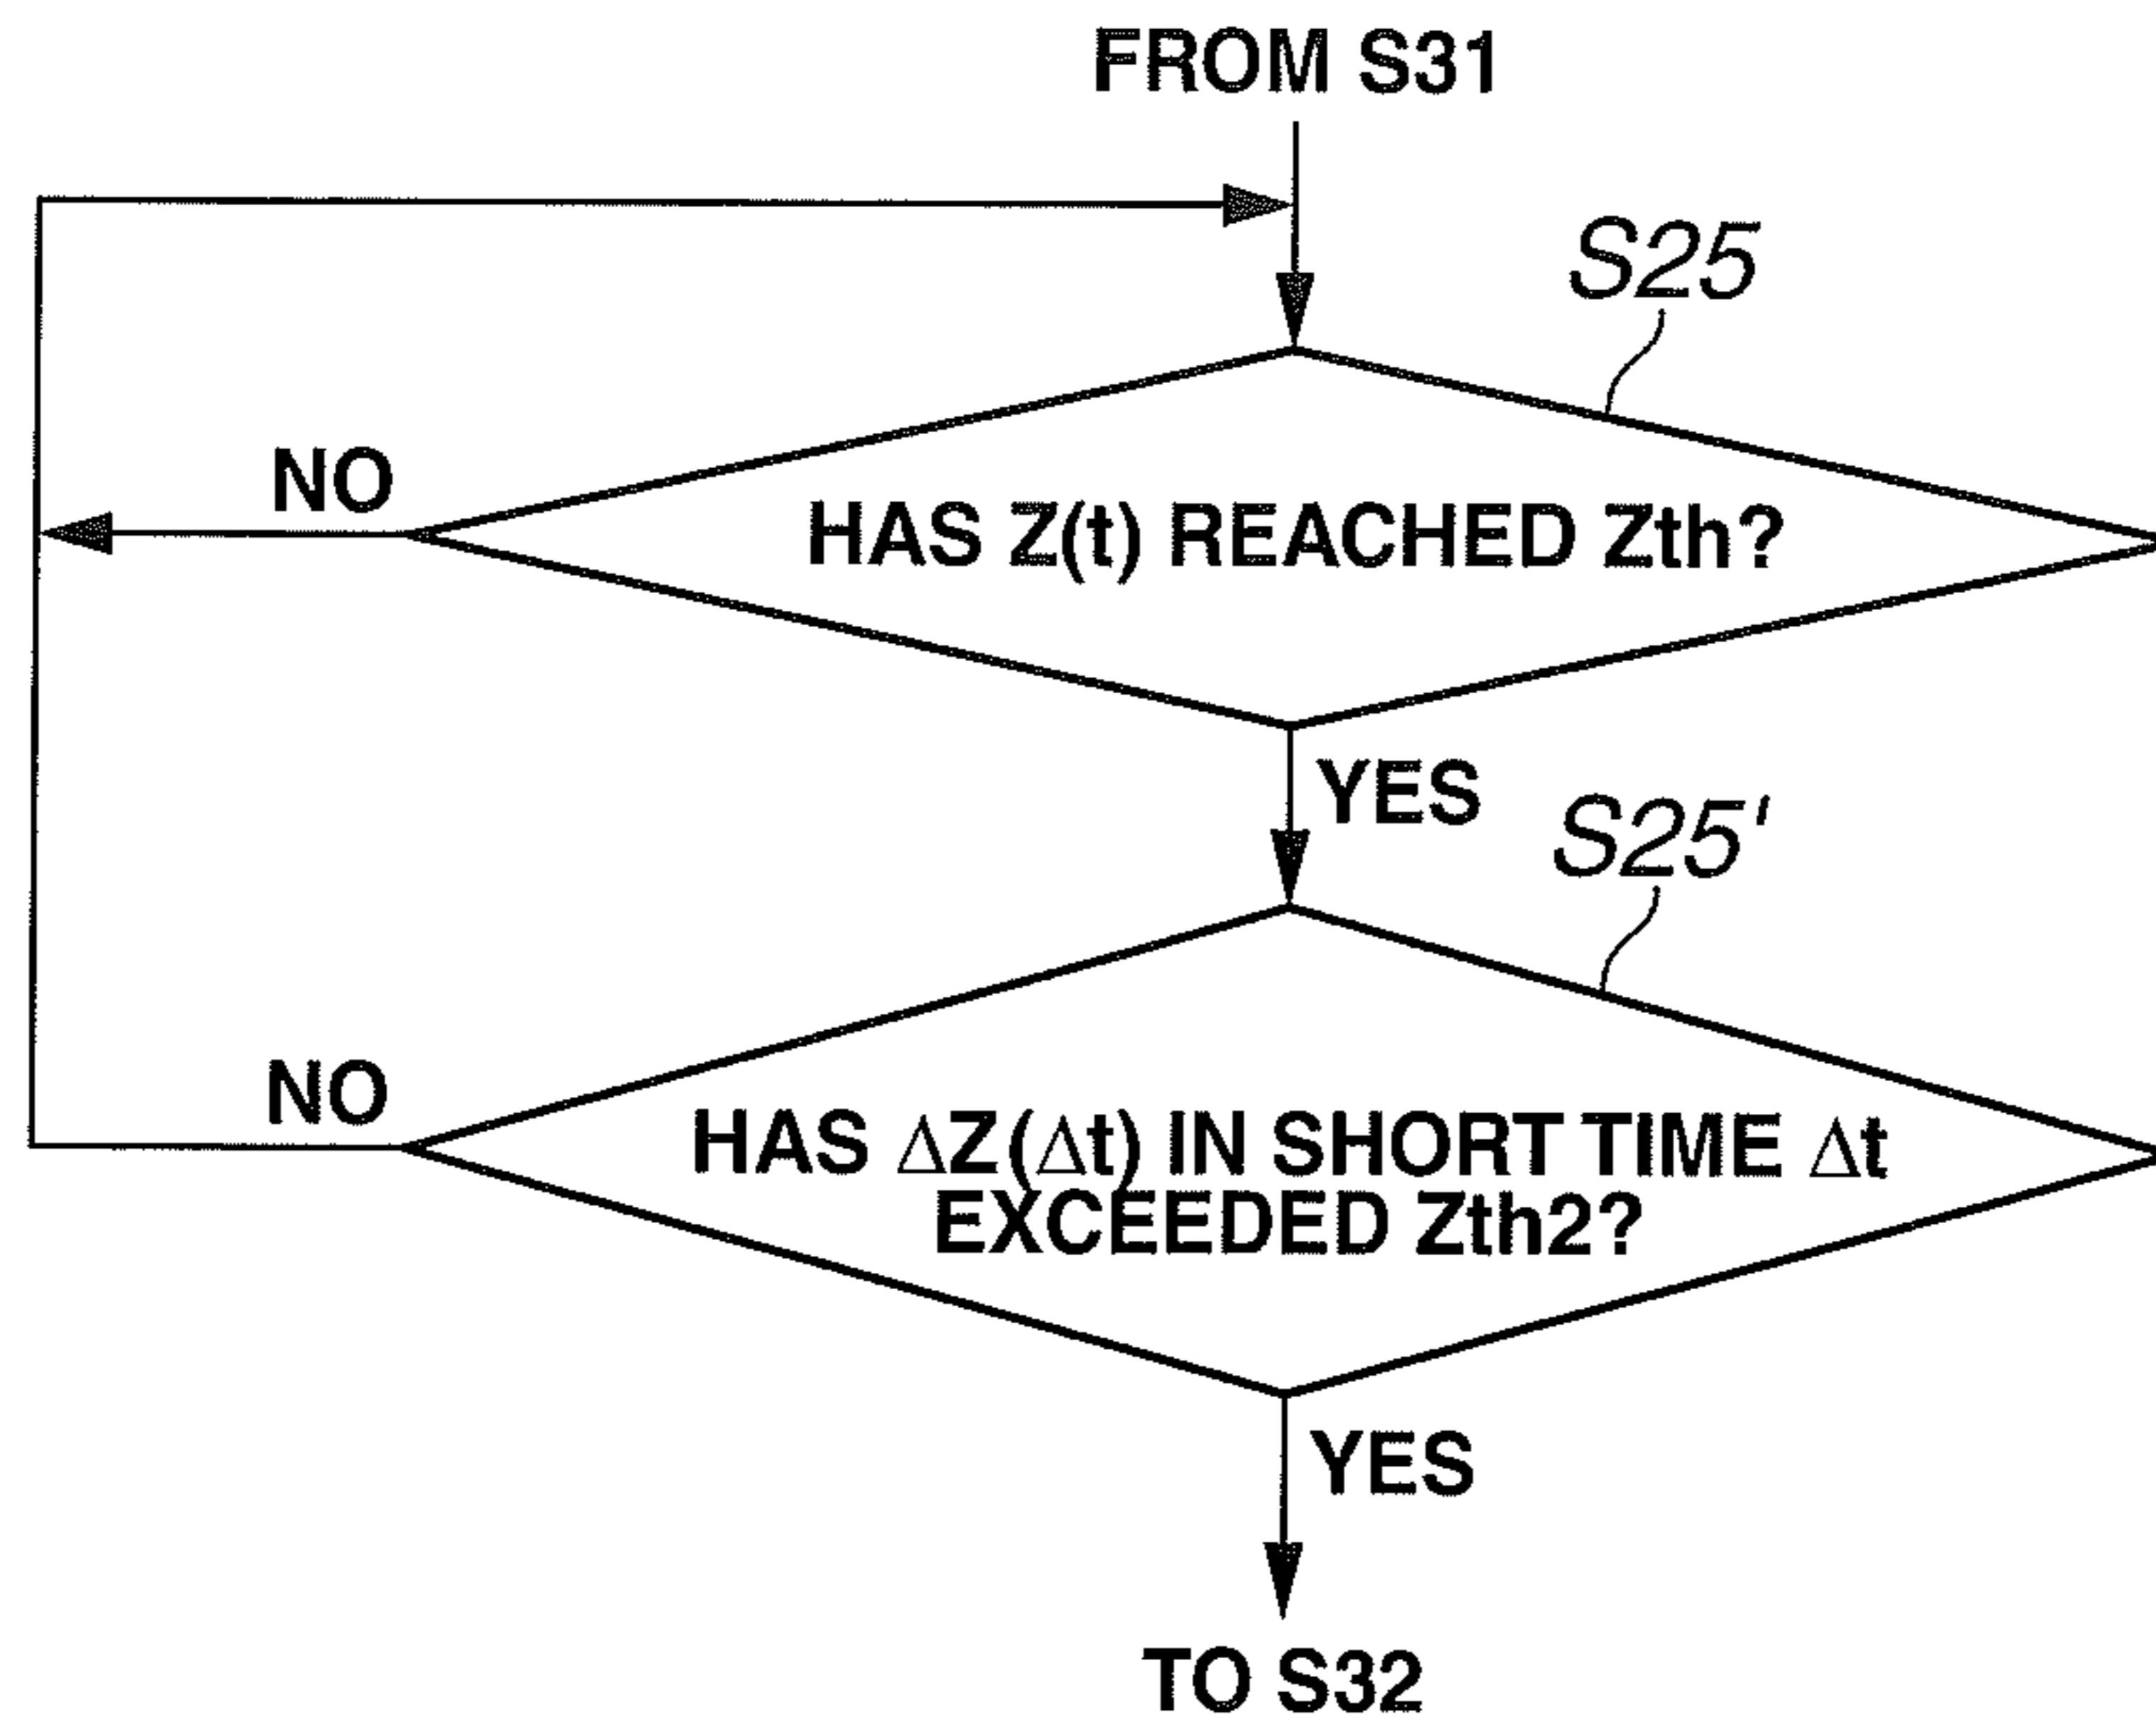 FROM S31
S25
NO
HAS Z(t) REACHED Zth?
YES
S25'
NO
HAS ΔZ(Δt) IN SHORT TIME Δt
EXCEEDED Zth2?
YES
TO S32